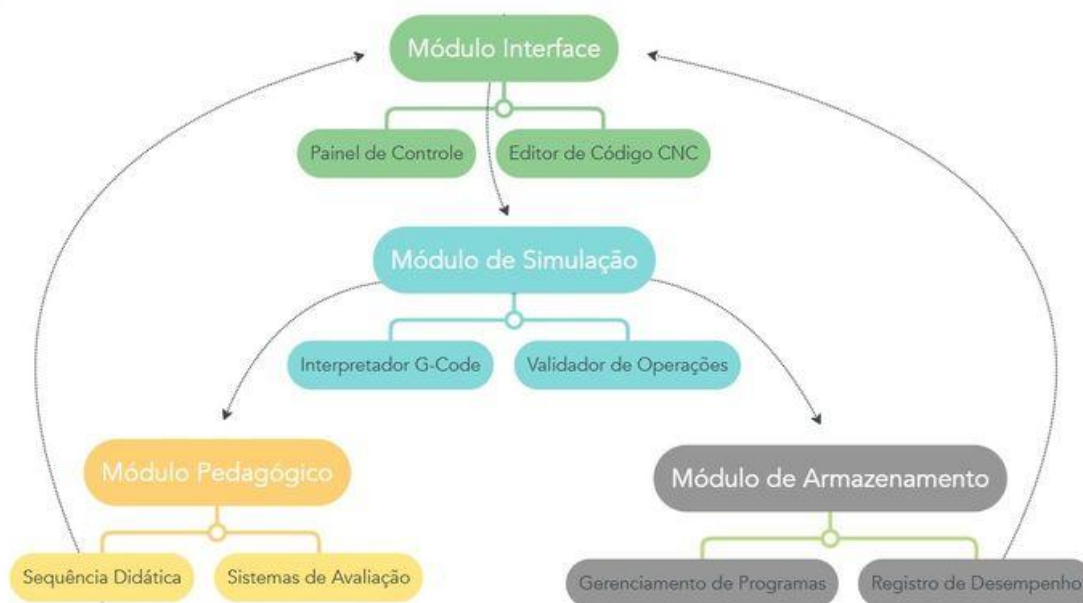 Módulo Interface
Painel de Controle
Editor de Código CNC
Módulo de Simulação
Interpretador G-Code
Validador de Operações
Módulo Pedagógico
Módulo de Armazenamento
Sequência Didática
Sistemas de Avaliação
Gerenciamento de Programas
Registro de Desempenho